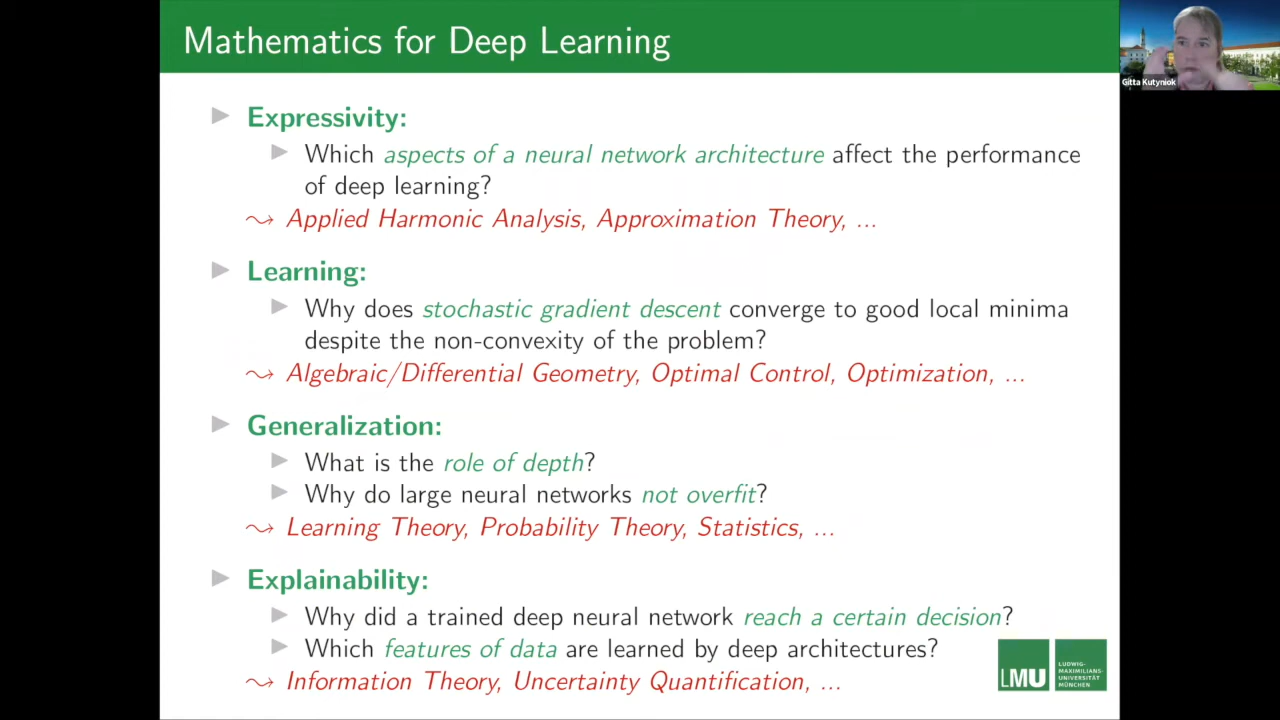 Mathematics for Deep Learning
Gitta Kutyniok
Expressivity:
Which aspects of a neural network architecture affect the performance
of deep learning?
⤳ Applied Harmonic Analysis, Approximation Theory, ...
Learning:
Why does stochastic gradient descent converge to good local minima
despite the non-convexity of the problem?
⤳ Algebraic/Differential Geometry, Optimal Control, Optimization, ...
Generalization:
What is the role of depth?
Why do large neural networks not overfit?
⤳ Learning Theory, Probability Theory, Statistics, ...
Explainability:
Why did a trained deep neural network reach a certain decision?
Which features of data are learned by deep architectures?
⤳ Information Theory, Uncertainty Quantification, ...
LMU
LUDWIG-
MAXIMILIANS-
UNIVERSITÄT
MÜNCHEN